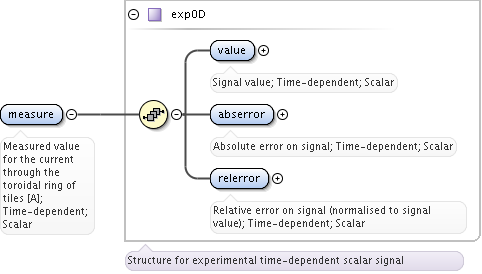 exp0D
value
Signal value; Time-dependent; Scalar
measure
abserror
Measured value
for the current
through the
toroidal ring of
tiles [A];
Time-dependent;
Scalar
Absolute error on signal; Time-dependent; Scalar
relerror
Relative error on signal (normalised to signal
value); Time-dependent; Scalar
Structure for experimental time-dependent scalar signal